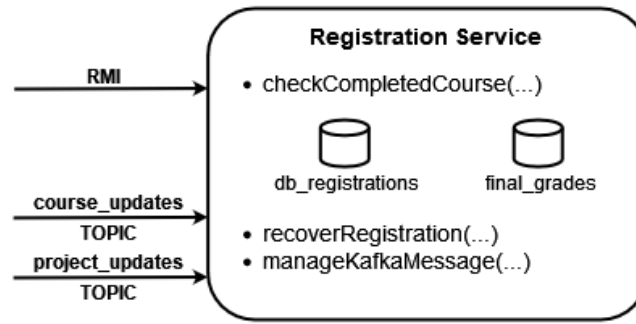 Registration Service
RMI
• checkCompletedCourse(...)
db_registrations
final_grades
course_updates
TOPIC
• recoverRegistration(...)
project_updates
• manageKafkaMessage(...)
TOPIC